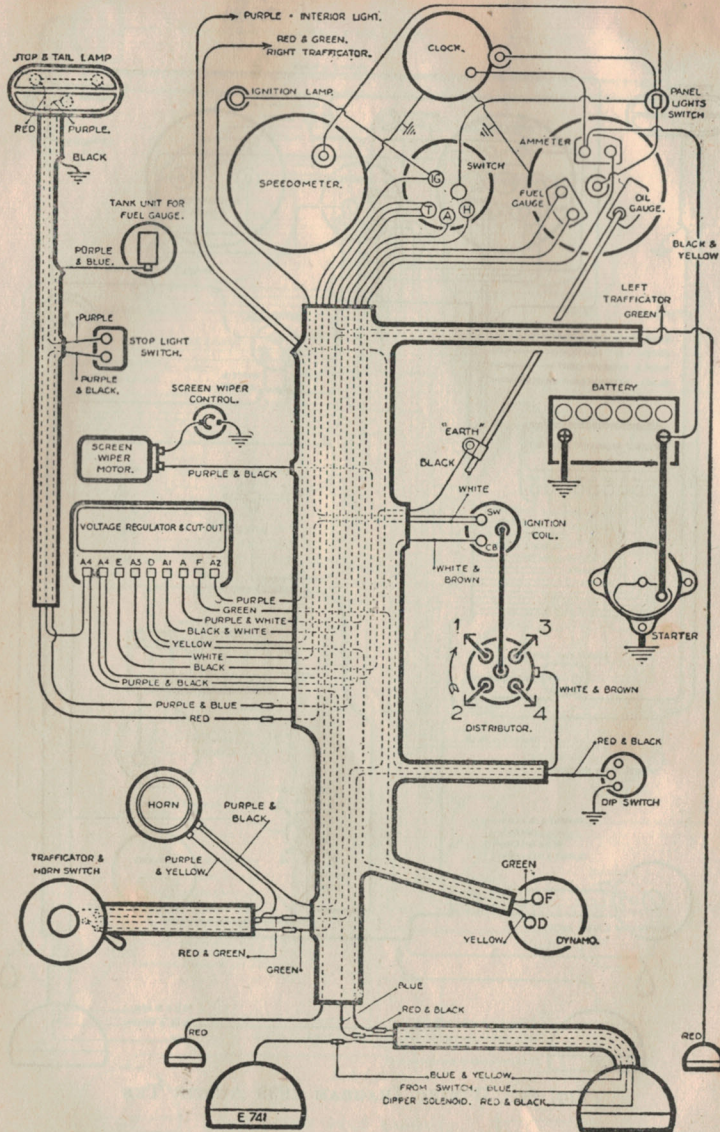 PURPLE - INTERIOR LIGHT.
RED & GREEN.
RIGHT TRAFFICATOR.
STOP & TAIL LAMP
RED
PURPLE.
BLACK
CLOCK.
IGNITION LAMP.
PANEL
LIGHTS
SWITCH
SPEEDOMETER.
IG
SWITCH
T
A
H
AMMETER
FUEL
GAUGE
OIL
GAUGE.
TANK UNIT FOR
FUEL GAUGE.
PURPLE
& BLUE.
BLACK &
YELLOW
LEFT
TRAFFICATOR
GREEN
PURPLE
STOP LIGHT
SWITCH.
PURPLE
& BLACK.
SCREEN WIPER
CONTROL.
SCREEN
WIPER
MOTOR.
PURPLE & BLACK
BATTERY
"EARTH"
BLACK
WHITE
SW
CB
IGNITION
COIL.
WHITE &
BROWN
VOLTAGE REGULATOR & CUT-OUT
A4 A4 E A3 D A1 A F A2
PURPLE
GREEN
PURPLE & WHITE
BLACK & WHITE
YELLOW
WHITE
BLACK
PURPLE & BLACK
PURPLE & BLUE
RED
STARTER
1
3
2
4
WHITE & BROWN
DISTRIBUTOR.
RED & BLACK
DIP SWITCH
HORN
PURPLE &
BLACK
PURPLE
& YELLOW
TRAFFICATOR &
HORN SWITCH
RED & GREEN
GREEN
GREEN
F
D
YELLOW
DYNAMO.
BLUE
RED & BLACK
RED
RED
BLUE & YELLOW
FROM SWITCH. BLUE
DIPPER SOLENOID. RED & BLACK
E 741